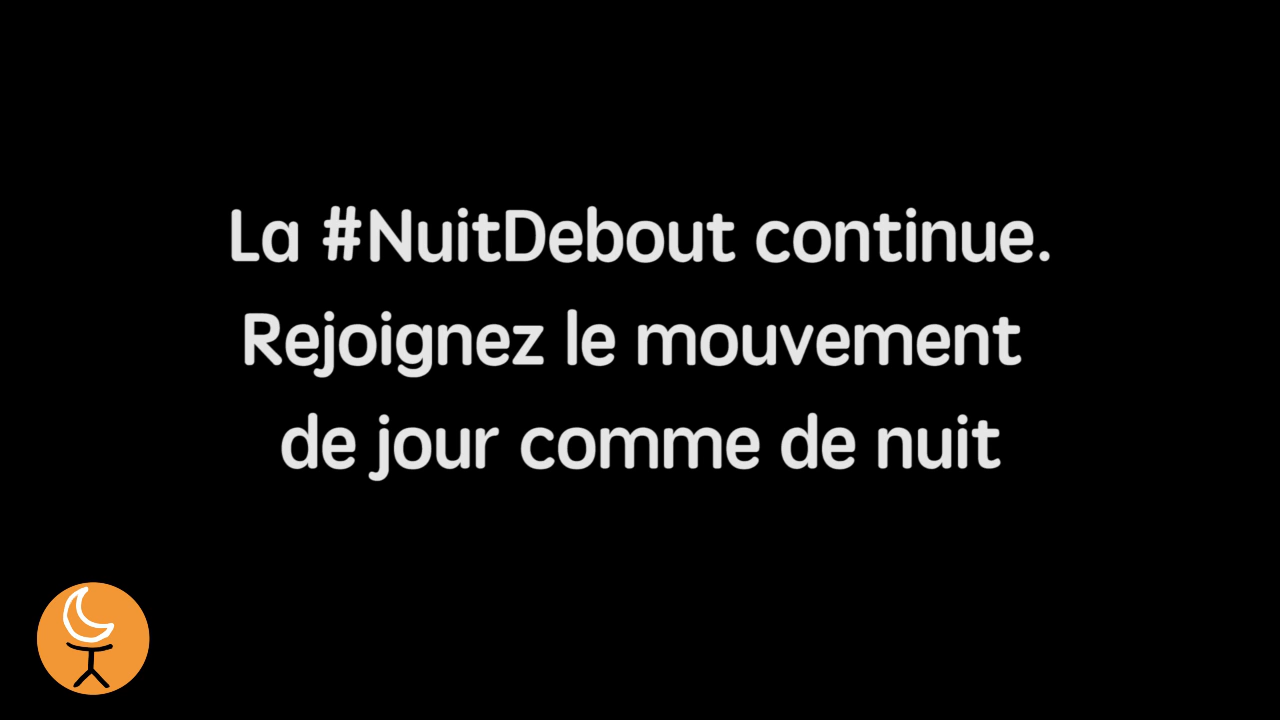 La #NuitDebout continue.
Rejoignez le mouvement
de jour comme de nuit